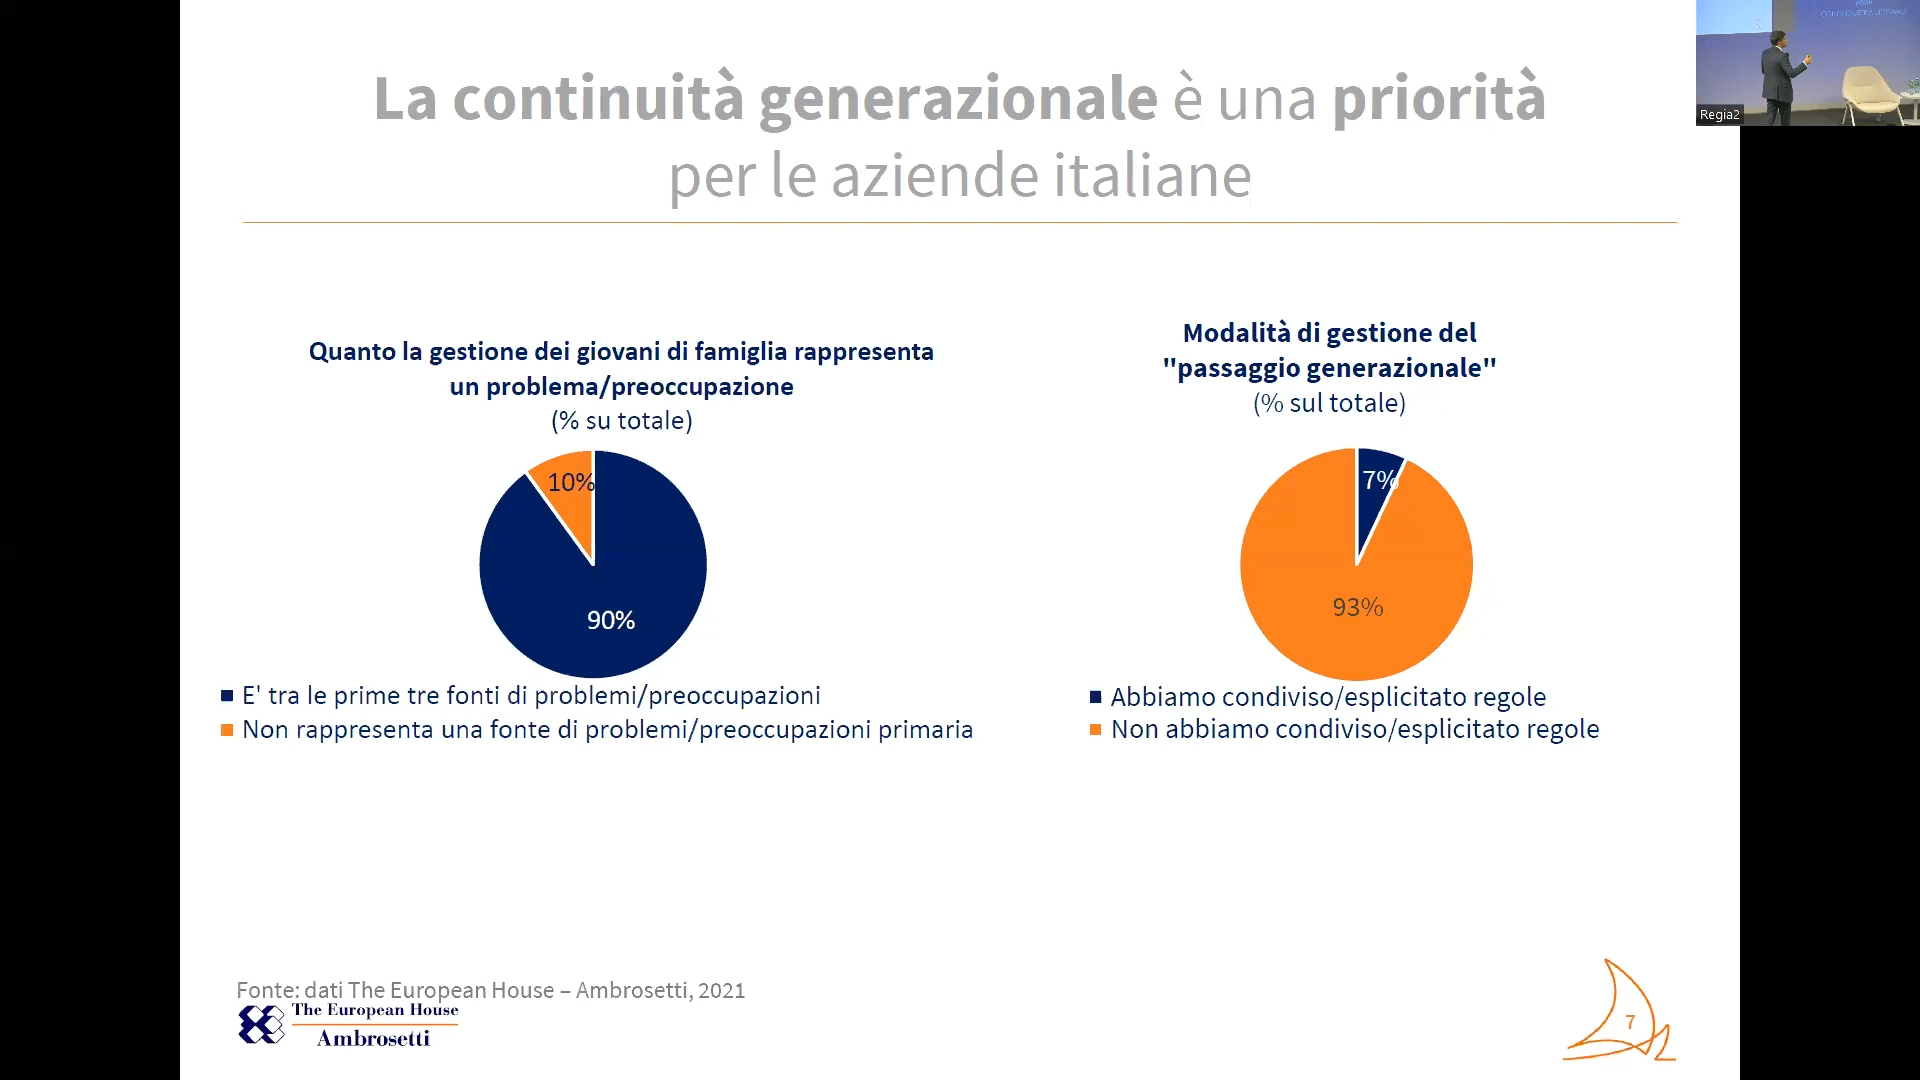 La continuità generazionale è una priorità
per le aziende italiane
Regia2
Quanto la gestione dei giovani di famiglia rappresenta
un problema/preoccupazione
(% su totale)
10%
90%
E' tra le prime tre fonti di problemi/preoccupazioni
Non rappresenta una fonte di problemi/preoccupazioni primaria
Modalità di gestione del
"passaggio generazionale"
(% sul totale)
7%
93%
Abbiamo condiviso/esplicitato regole
Non abbiamo condiviso/esplicitato regole
Fonte: dati The European House – Ambrosetti, 2021
The European House
Ambrosetti
7